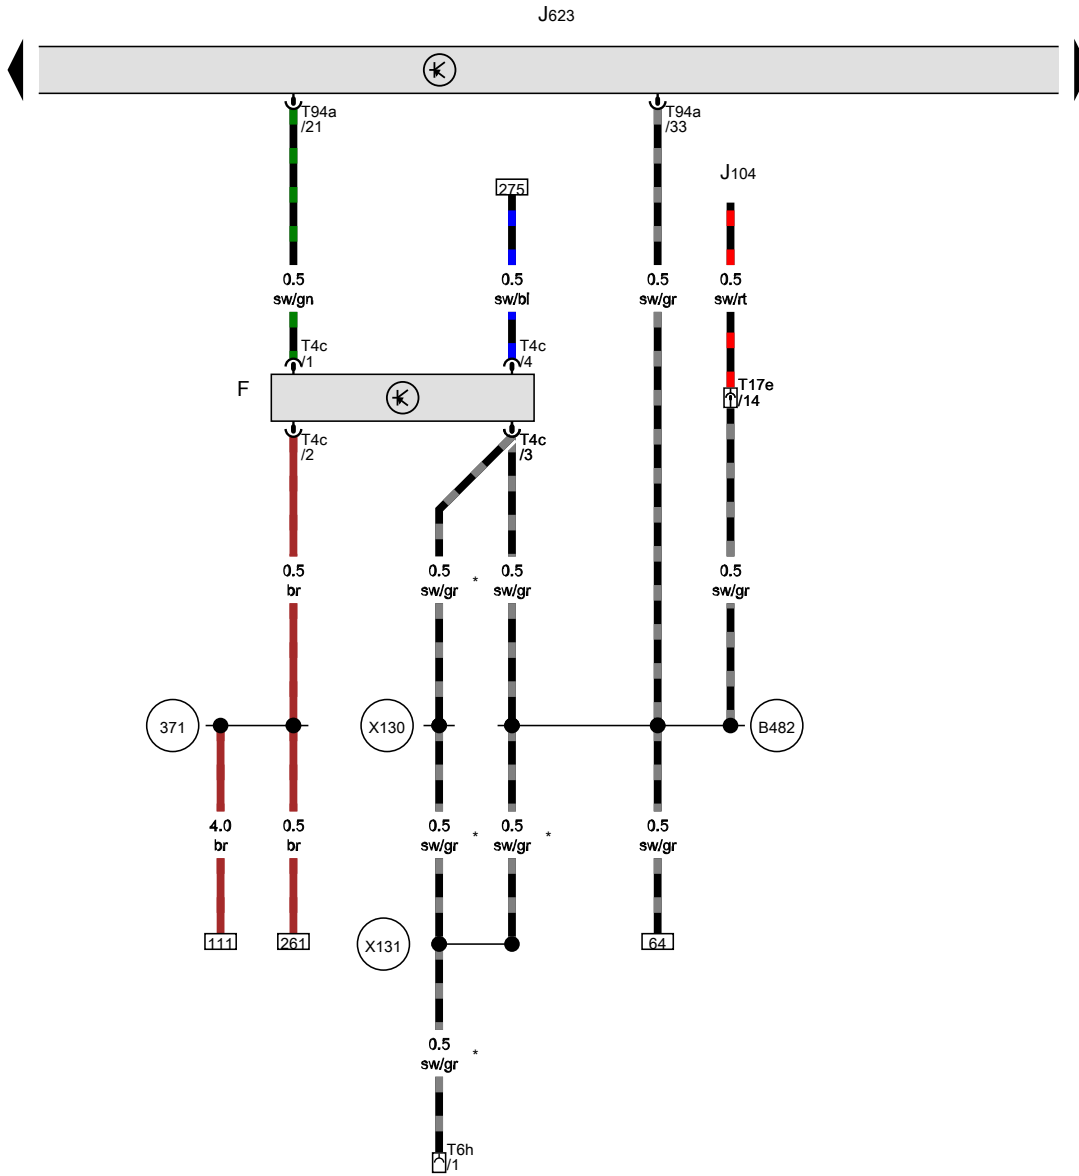 J623
T94a
/21
T94a
/33
J104
275
0.5
sw/gn
0.5
sw/bl
0.5
sw/gr
0.5
sw/rt
T4c
/1
T4c
/4
F
T17e
/14
T4c
/2
T4c
/3
0.5
br
0.5
sw/gr
*
0.5
sw/gr
0.5
sw/gr
371
X130
B482
4.0
br
0.5
br
0.5
sw/gr
*
0.5
sw/gr
*
0.5
sw/gr
111
261
X131
64
0.5
sw/gr
*
T6h
/1